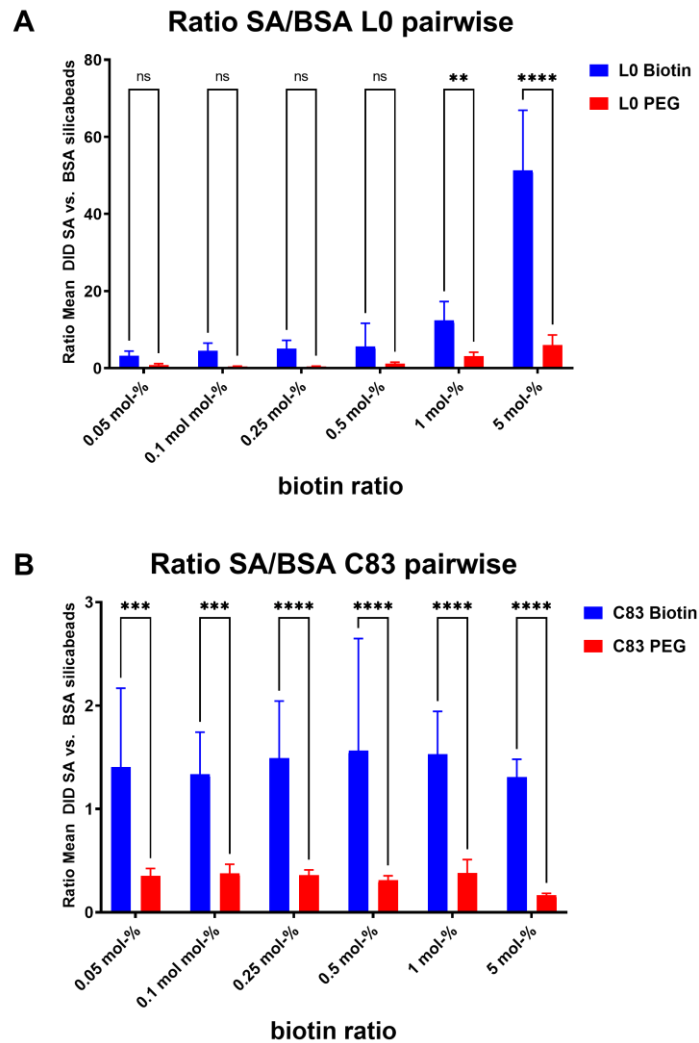 A
Ratio SA/BSA L0 pairwise
Ratio Mean DID SA vs. BSA silicabeads
80
60
40
20
0
ns
ns
ns
ns
**
****
L0 Biotin
L0 PEG
0.05 mol-%
0.1 mol mol-%
0.25 mol-%
0.5 mol-%
1 mol-%
5 mol-%
biotin ratio
B
Ratio SA/BSA C83 pairwise
Ratio Mean DID SA vs. BSA silicabeads
3
2
1
0
***
***
****
****
****
****
C83 Biotin
C83 PEG
0.05 mol-%
0.1 mol mol-%
0.25 mol-%
0.5 mol-%
1 mol-%
5 mol-%
biotin ratio